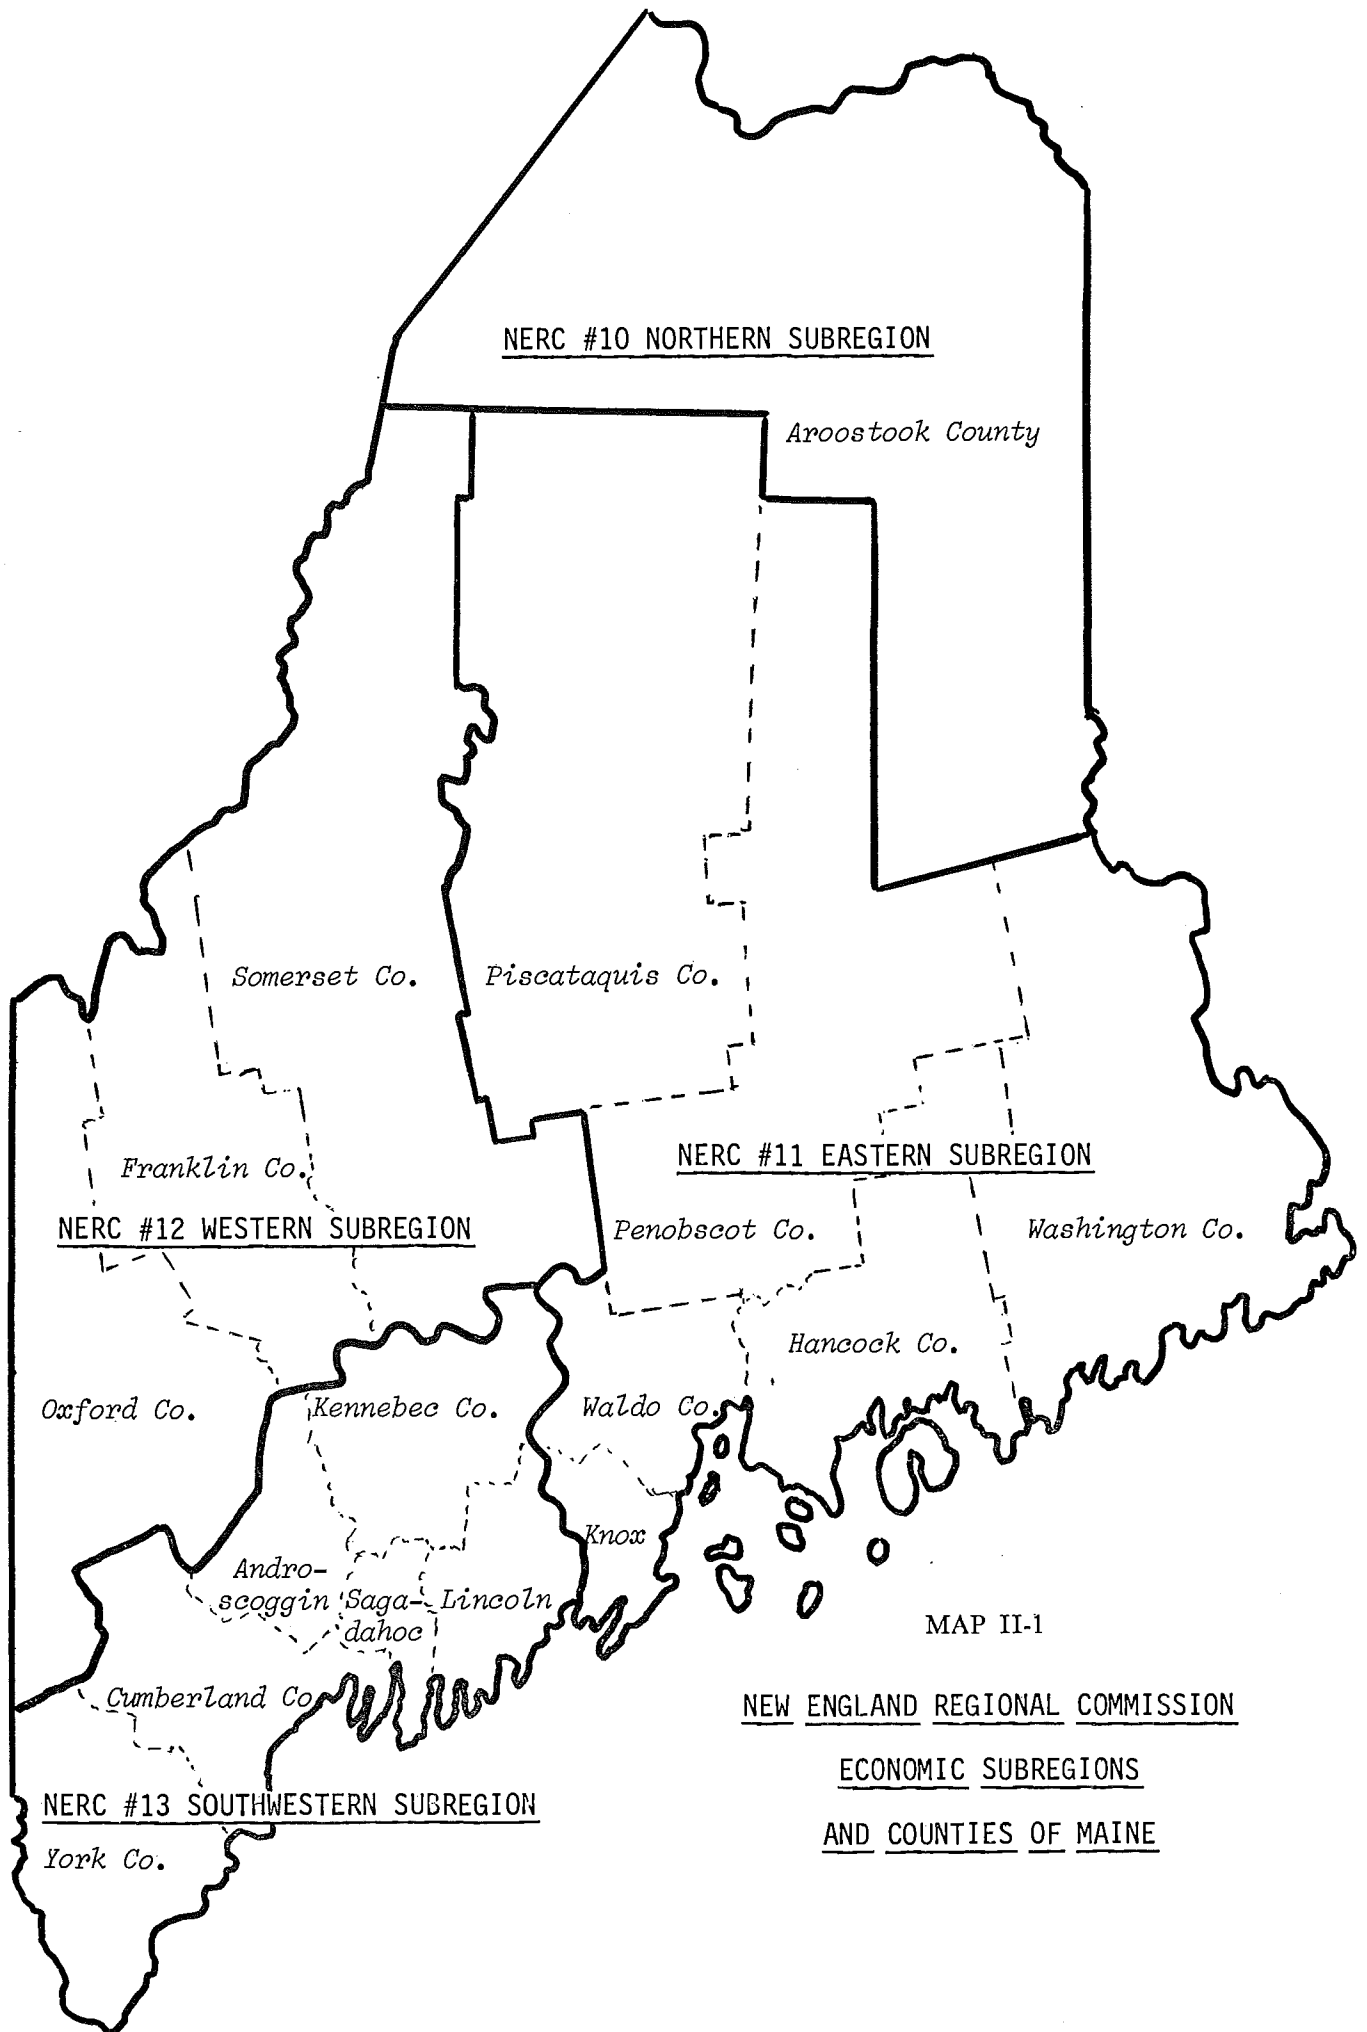 NERC #10 NORTHERN SUBREGION
Aroostook County
Somerset Co.
Piscataquis Co.
Franklin Co.
NERC #11 EASTERN SUBREGION
NERC #12 WESTERN SUBREGION
Penobscot Co.
Washington Co.
Hancock Co.
Oxford Co.
Kennebec Co.
Waldo Co.
Knox
Andro-
scoggin
Saga-
dahoc
Lincoln
MAP II-1
Cumberland Co
NEW ENGLAND REGIONAL COMMISSION
ECONOMIC SUBREGIONS
AND COUNTIES OF MAINE
NERC #13 SOUTHWESTERN SUBREGION
York Co.